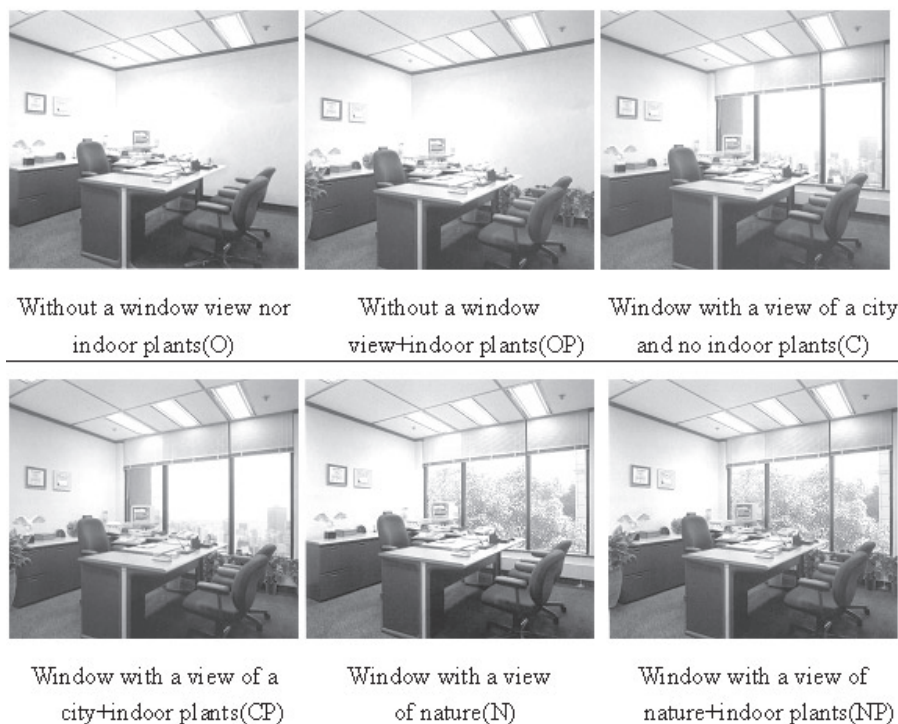 Without a window view nor
indoor plants(O)
Without a window
view+indoor plants(OP)
Window with a view of a city
and no indoor plants(C)
Window with a view of a
city+indoor plants(CP)
Window with a view
of nature(N)
Window with a view of
nature+indoor plants(NP)